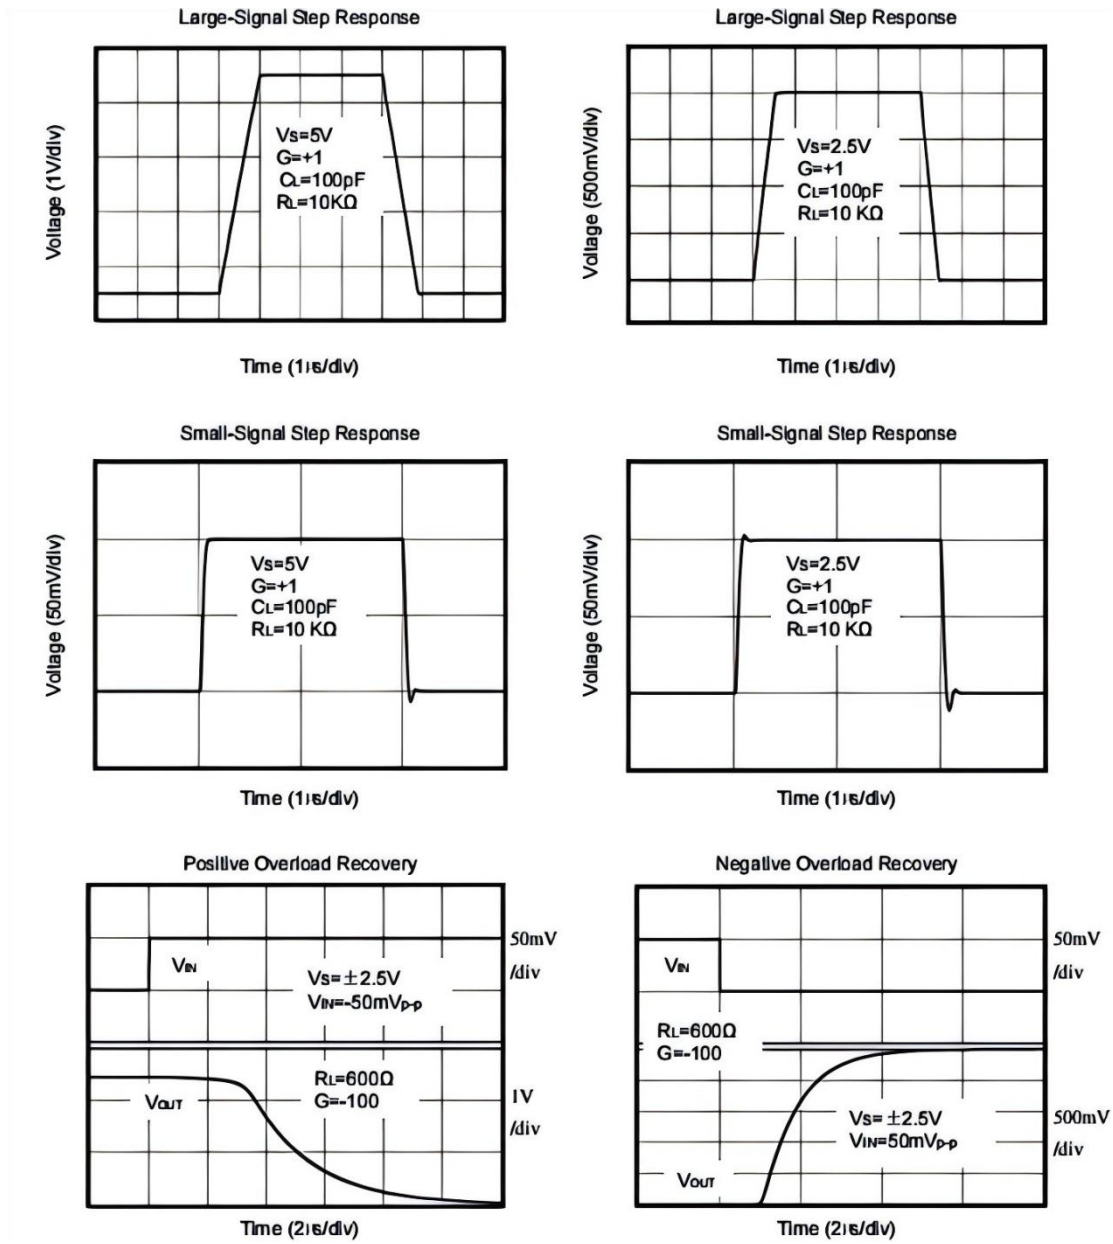 Large-Signal Step Response
Voltage (1V/div)
Vs=5V
G=+1
CL=100pF
RL=10KΩ
Time (1μs/div)
Large-Signal Step Response
Voltage (500mV/div)
Vs=2.5V
G=+1
CL=100pF
RL=10 KΩ
Time (1μs/div)
Small-Signal Step Response
Voltage (50mV/div)
Vs=5V
G=+1
CL=100pF
RL=10 KΩ
Time (1μs/div)
Small-Signal Step Response
Voltage (50mV/div)
Vs=2.5V
G=+1
CL=100pF
RL=10 KΩ
Time (1μs/div)
Positive Overload Recovery
VIN
50mV
/div
Vs=±2.5V
VIN=-50mVp-p
RL=600Ω
G=-100
VOUT
1V
/div
Time (2μs/div)
Negative Overload Recovery
VIN
50mV
/div
RL=600Ω
G=-100
Vs=±2.5V
VIN=50mVp-p
500mV
/div
VOUT
Time (2μs/div)